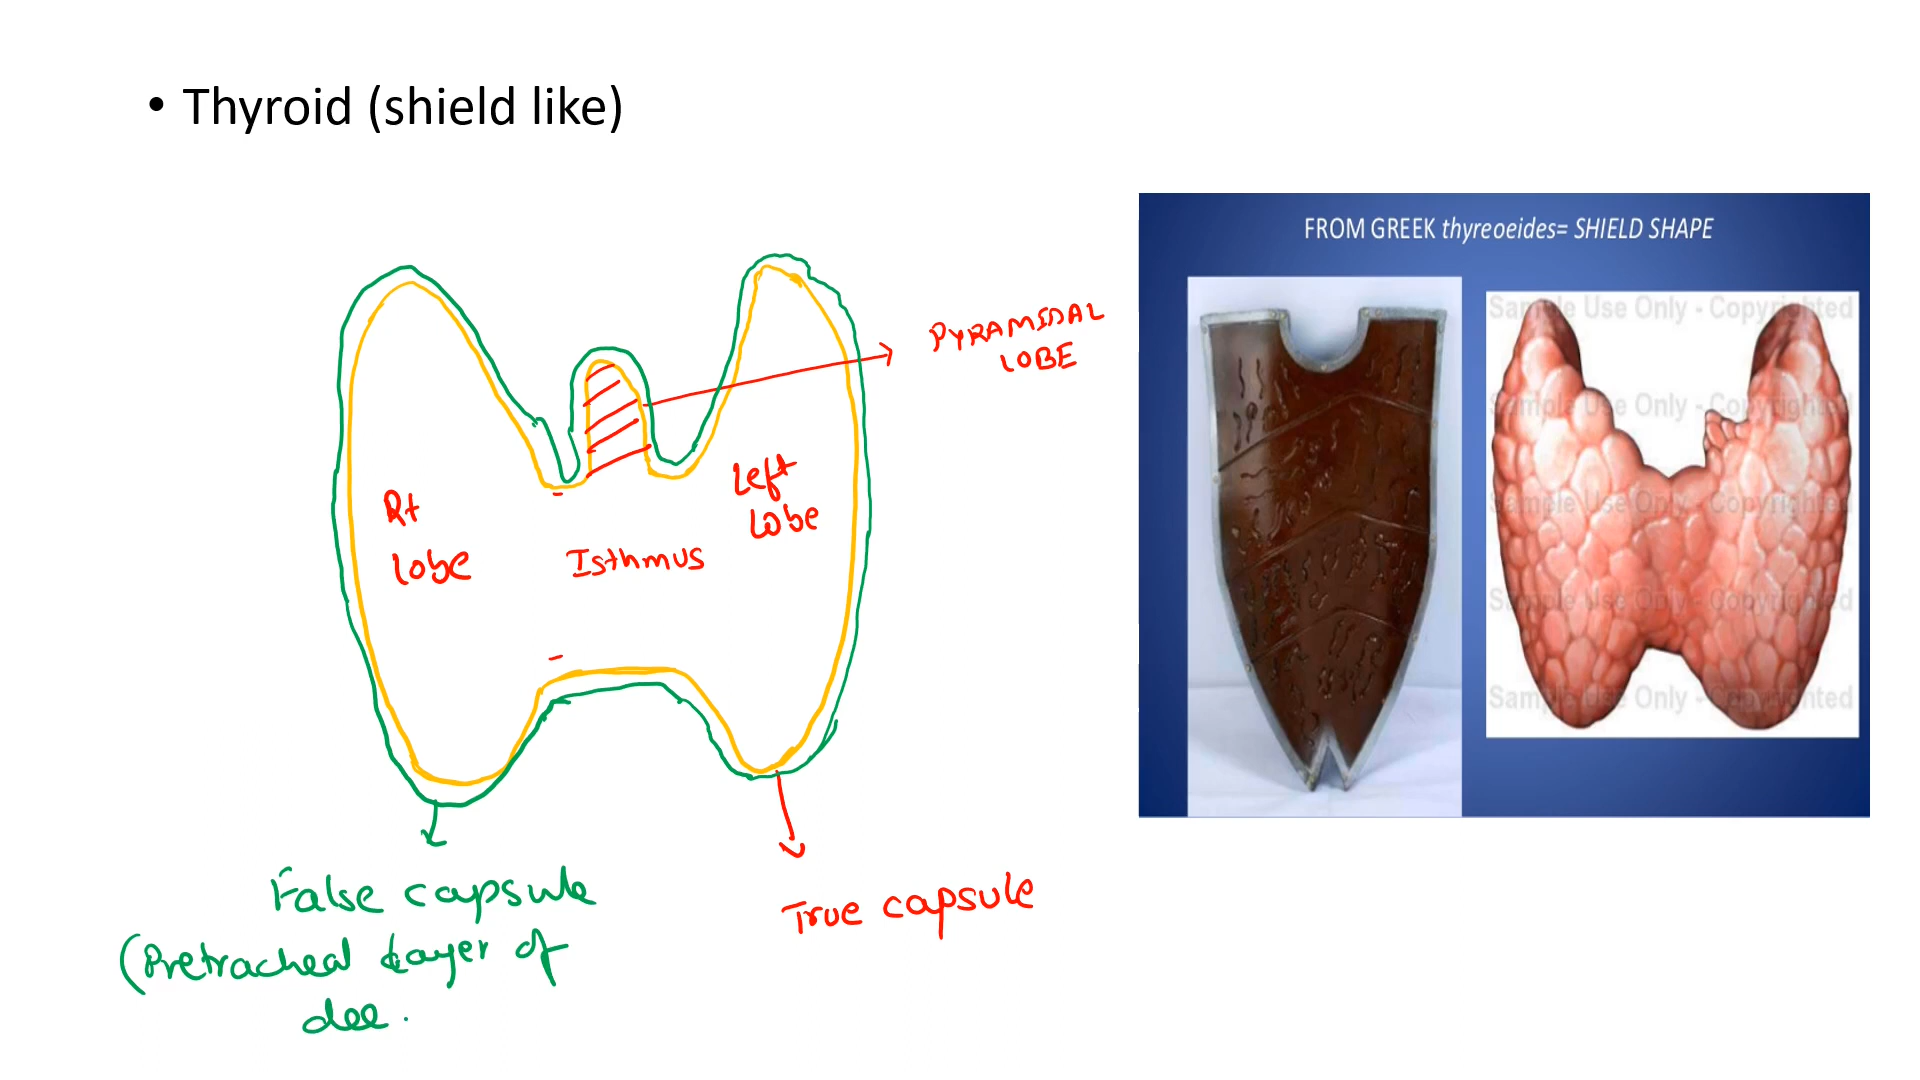 • Thyroid (shield like)
FROM GREEK thyreoeides= SHIELD SHAPE
PYRAMIDAL
LOBE
Rt
lobe
Left
lobe
Isthmus
False capsule
(Pretracheal layer of
dee.
True capsule
Sample Use Only - Copyrighted
Sample Use Only - Copyrighted
Sample Use Only - Copyrighted
Sample Use Only - Copyrighted
Sample Use Only - Copyrighted